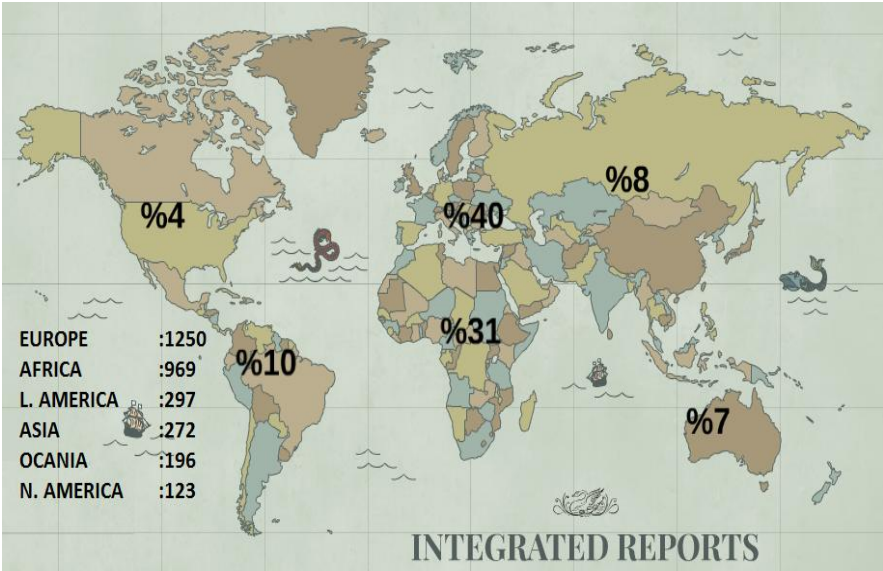 %8
%4
%40
%31
%10
%7
EUROPE :1250
AFRICA :969
L. AMERICA :297
ASIA :272
OCANIA :196
N. AMERICA :123
INTEGRATED REPORTS